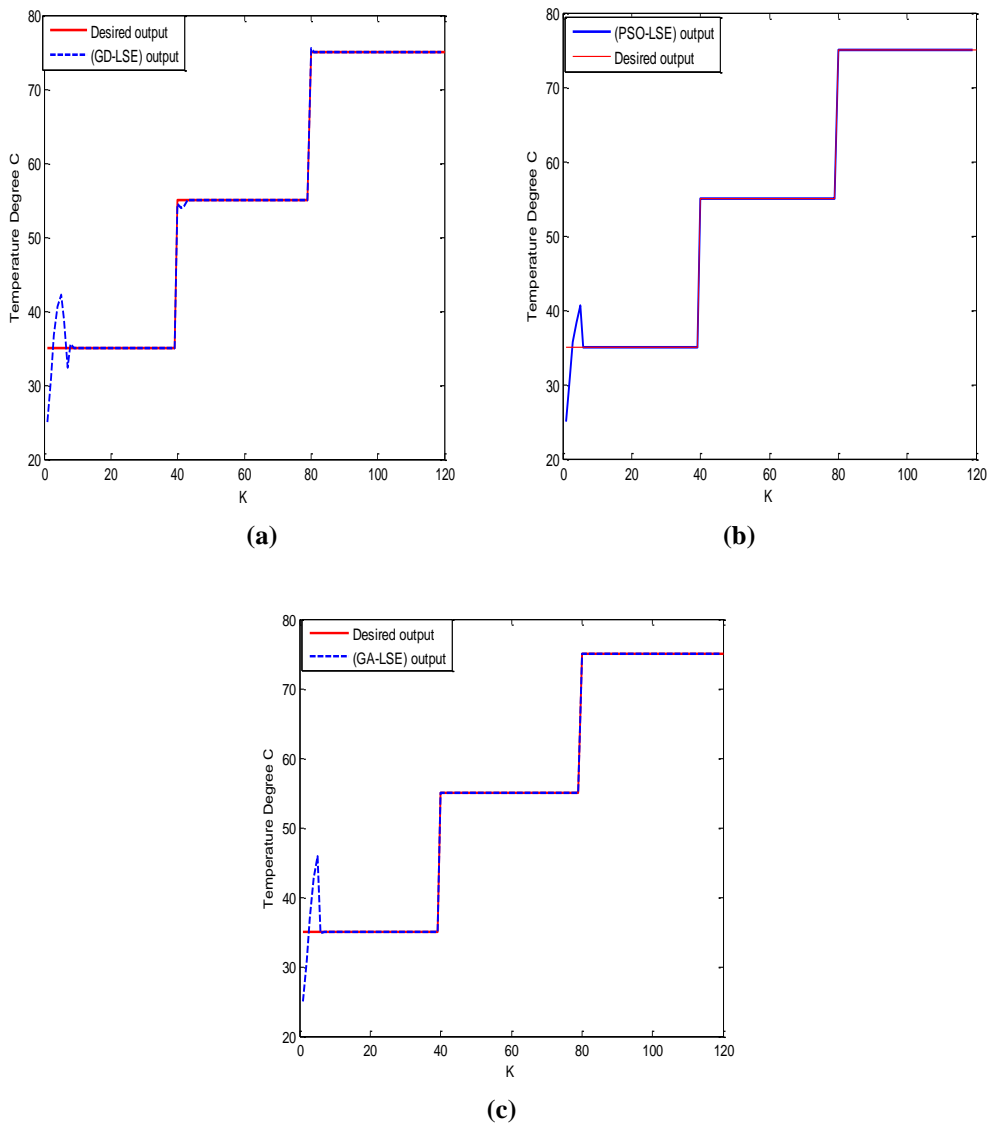 80
70
60
50
40
30
20
Temperature Degree C
Desired output
(GD-LSE) output
0 20 40 60 80 100 120
K
(a)
80
70
60
50
40
30
20
Temperature Degree C
(PSO-LSE) output
Desired output
0 20 40 60 80 100 120
K
(b)
80
70
60
50
40
30
20
Temperature Degree C
Desired output
(GA-LSE) output
0 20 40 60 80 100 120
K
(c)